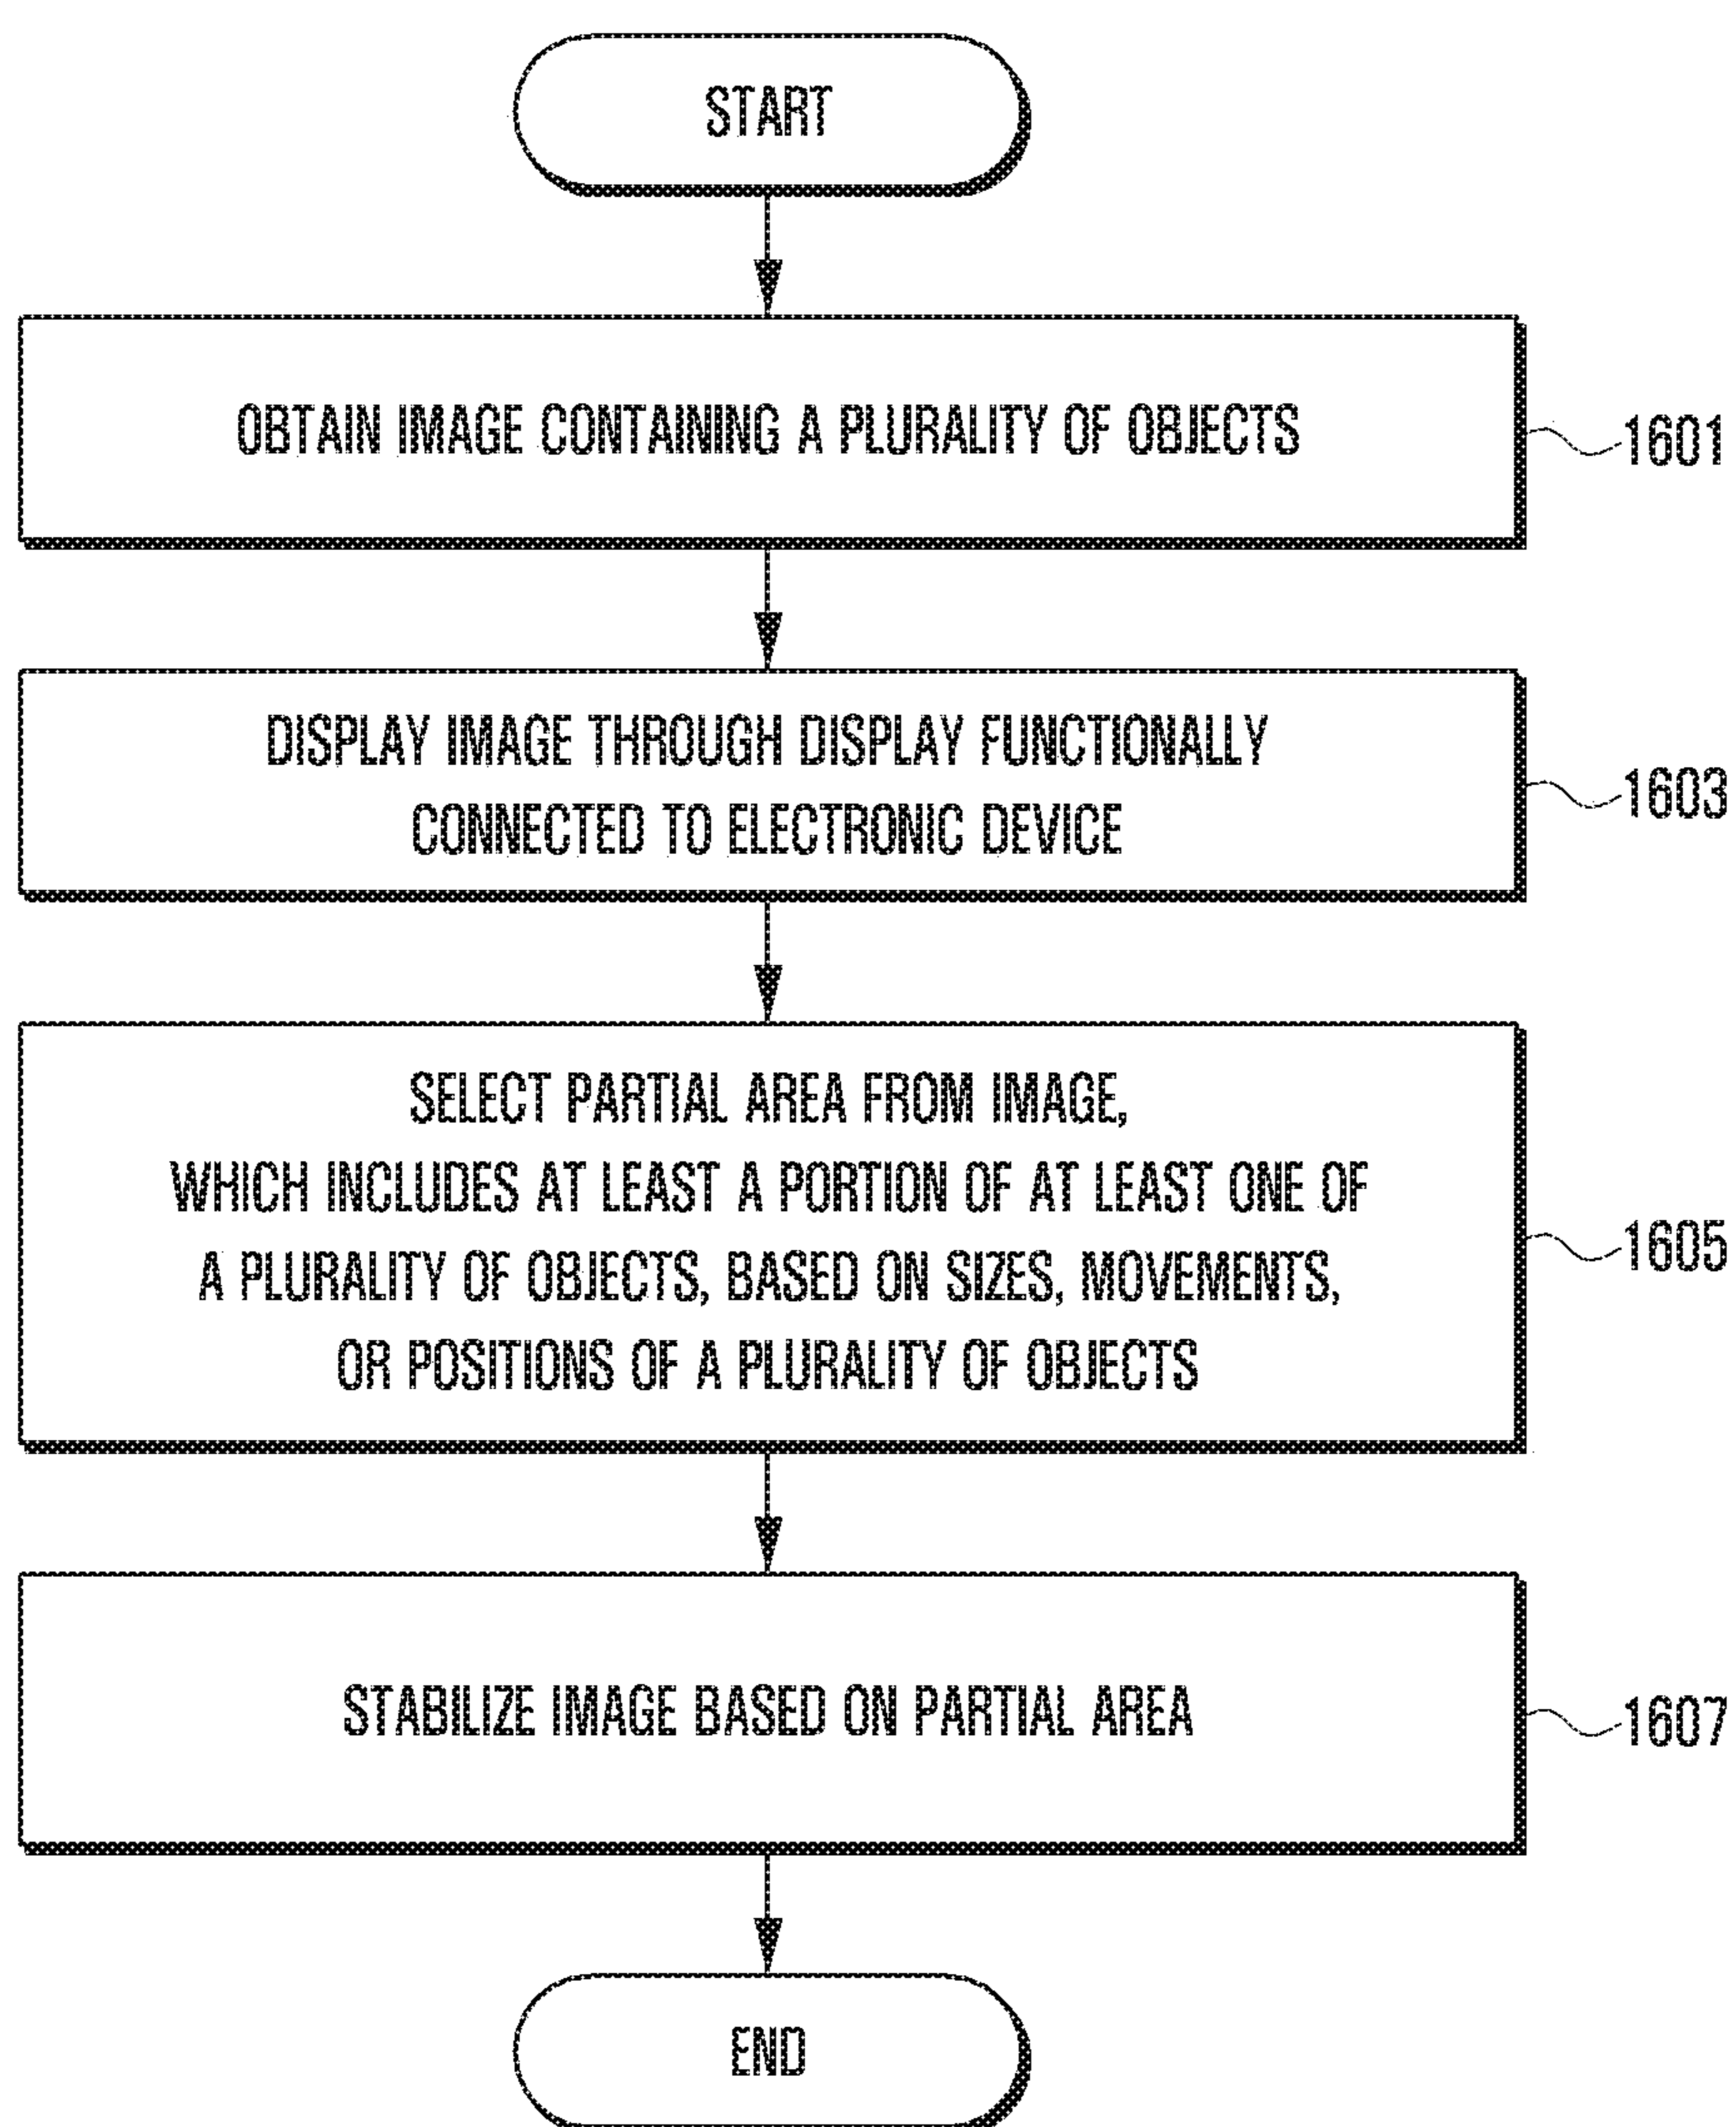 START
OBTAIN IMAGE CONTAINING A PLURALITY OF OBJECTS
1601
DISPLAY IMAGE THROUGH DISPLAY FUNCTIONALLY
CONNECTED TO ELECTRONIC DEVICE
1603
SELECT PARTIAL AREA FROM IMAGE,
WHICH INCLUDES AT LEAST A PORTION OF AT LEAST ONE OF
A PLURALITY OF OBJECTS, BASED ON SIZES, MOVEMENTS,
OR POSITIONS OF A PLURALITY OF OBJECTS
1605
STABILIZE IMAGE BASED ON PARTIAL AREA
1607
END